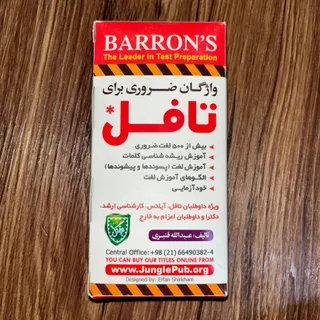 BARRON'S
The Leader in Test Preparation
واژگان ضروری برای
تافل*
بیش از ۵۰۰ لغت ضروری
آموزش ریشه شناسی کلمات
آموزش لغت (پسوندها و پیشوندها)
الگوهای آموزش لغت
خودآزمایی
ویژه داوطلبان تافل، آیلتس، کارشناسی ارشد،
دکترا و داوطلبان اعزام به خارج
تالیف: عبدالله قنبری
Central Office: +98 (21) 66490382-4
YOU CAN BUY OUR TITLES ONLINE FROM
www.JunglePub.org
Designed by: Erfan Shirkhani